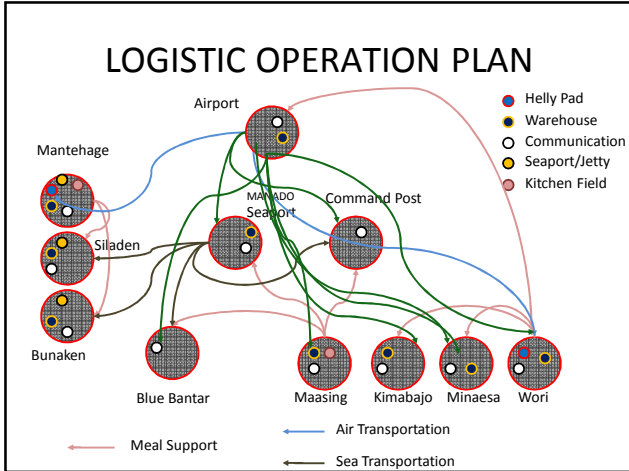 LOGISTIC OPERATION PLAN
Airport
Helly Pad
Warehouse
Communication
Seaport/Jetty
Kitchen Field
Mantehage
MANADO
Seaport
Command Post
Siladen
Bunaken
Blue Bantar
Maasing
Kimabajo
Minaesa
Wori
Meal Support
Air Transportation
Sea Transportation